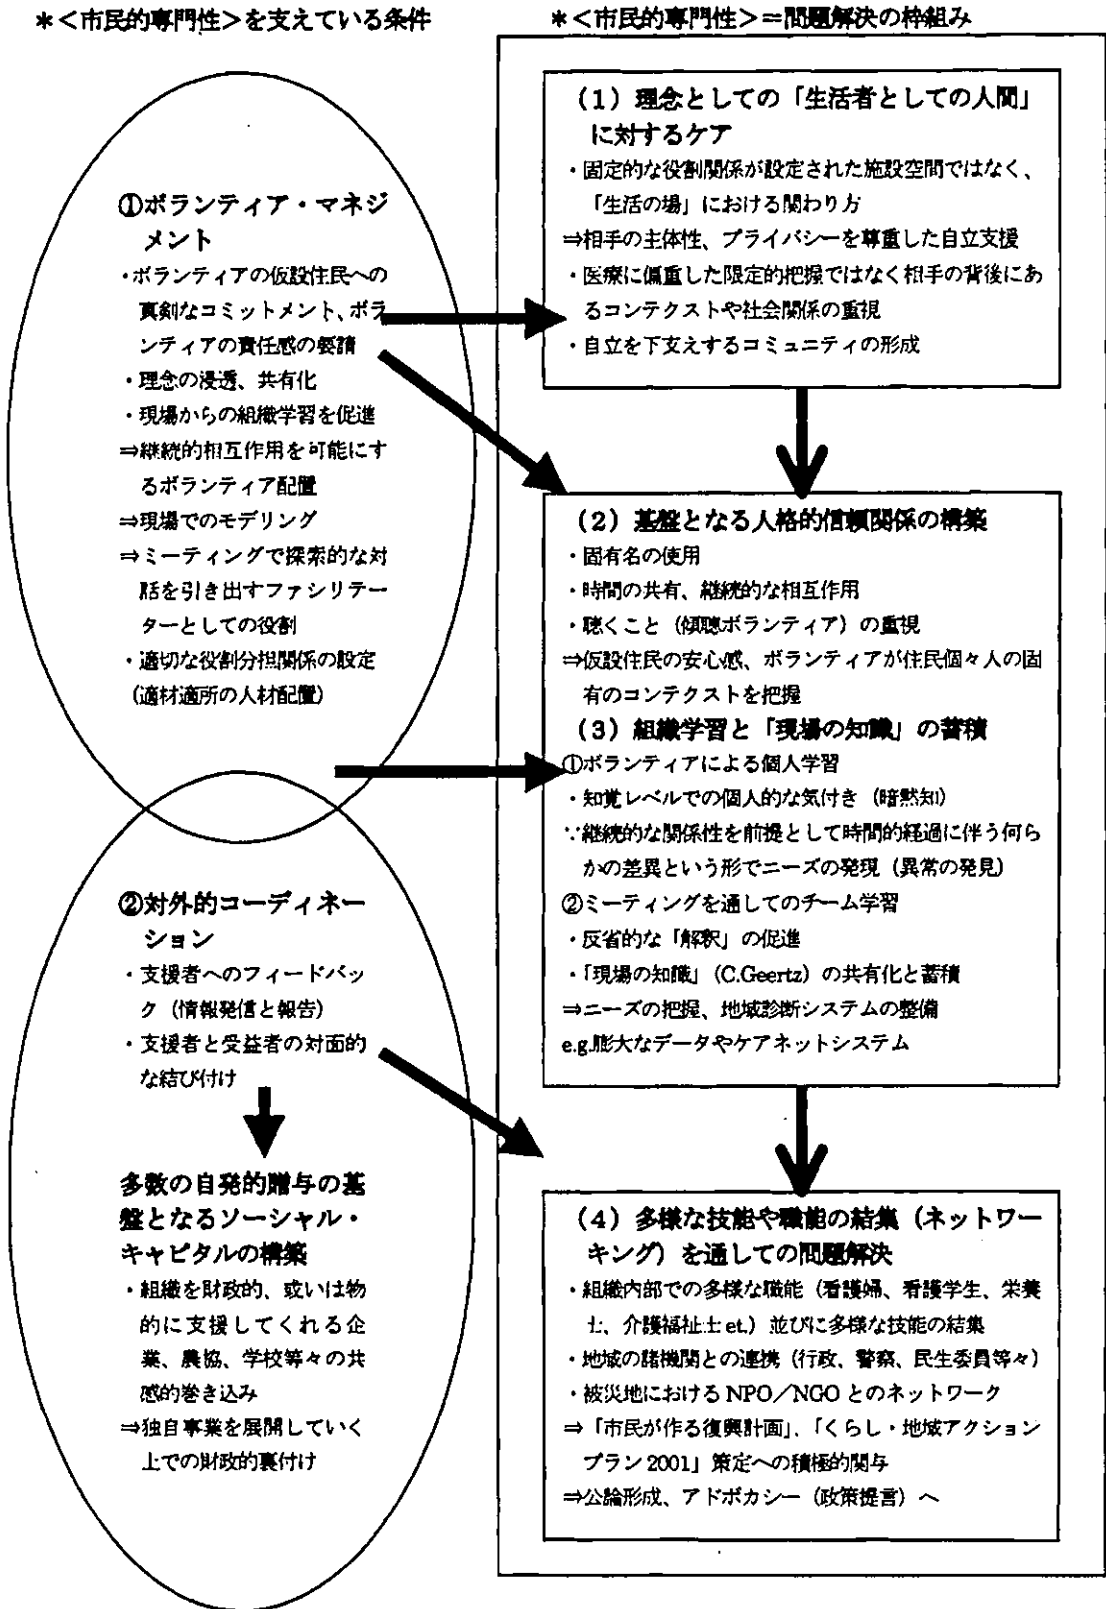 ＊＜市民的専門性＞を支えている条件
①ボランティア・マネジ
メント
・ボランティアの仮設住民への
真剣なコミットメント、ボラ
ンティアの責任感の要請
・理念の浸透、共有化
・現場からの組織学習を促進
⇒継続的相互作用を可能にす
るボランティア配置
⇒現場でのモデリング
⇒ミーティングで探索的な対
話を引き出すファシリテー
ターとしての役割
・適切な役割分担関係の設定
（適材適所の人材配置）
②対外的コーディネー
ション
・支援者へのフィードバッ
ク（情報発信と報告）
・支援者と受益者の対面的
な結び付け
多数の自発的贈与の基
盤となるソーシャル・
キャピタルの構築
・組織を財政的、或いは物
的に支援してくれる企
業、農協、学校等々の共
感的巻き込み
⇒独自事業を展開していく
上での財政的裏付け
＊＜市民的専門性＞＝問題解決の枠組み
（1）理念としての「生活者としての人間」
に対するケア
・固定的な役割関係が設定された施設空間ではなく、
「生活の場」における関わり方
⇒相手の主体性、プライバシーを尊重した自立支援
・医療に偏重した限定的把握ではなく相手の背後にあ
るコンテクストや社会関係の重視
・自立を下支えするコミュニティの形成
（2）基盤となる人格的信頼関係の構築
・固有名の使用
・時間の共有、継続的な相互作用
・聴くこと（傾聴ボランティア）の重視
⇒仮設住民の安心感、ボランティアが住民個々人の固
有のコンテクストを把握
（3）組織学習と「現場の知識」の蓄積
①ボランティアによる個人学習
・知覚レベルでの個人的な気付き（暗黙知）
∵継続的な関係性を前提として時間的経過に伴う何ら
かの差異という形でニーズの発現（異常の発見）
②ミーティングを通してのチーム学習
・反省的な「解釈」の促進
・「現場の知識」（C.Geertz）の共有化と蓄積
⇒ニーズの把握、地域診断システムの整備
e.g.膨大なデータやケアネットシステム
（4）多様な技能や職能の結集（ネットワー
キング）を通しての問題解決
・組織内部での多様な職能（看護婦、看護学生、栄養
士、介護福祉士 et.）並びに多様な技能の結集
・地域の諸機関との連携（行政、警察、民生委員等々）
・被災地における NPO／NGO とのネットワーク
⇒「市民が作る復興計画」、「くらし・地域アクション
プラン 2001」策定への積極的関与
⇒公論形成、アドボカシー（政策提言）へ